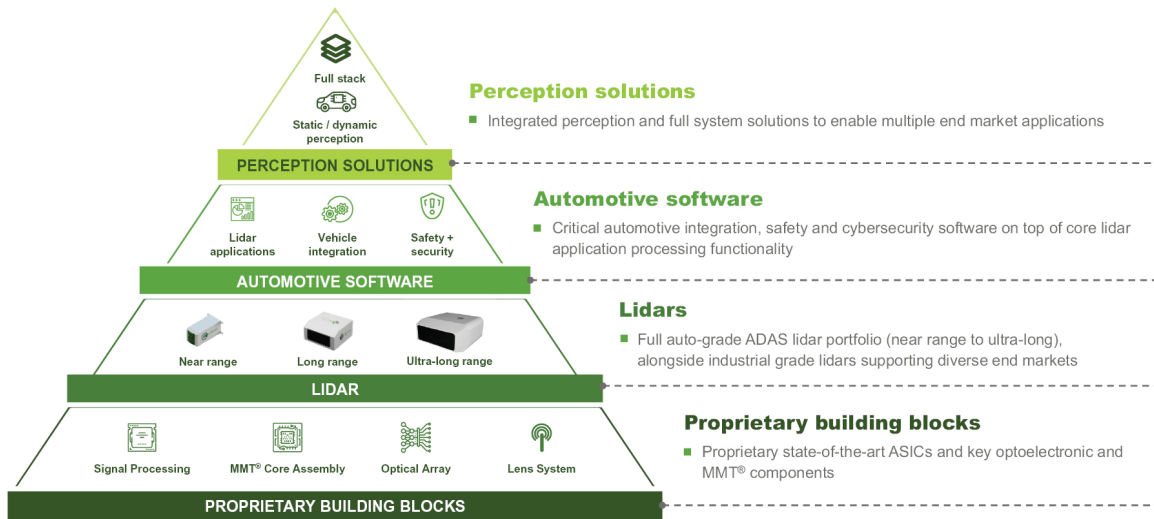 Full stack
Static / dynamic
perception
PERCEPTION SOLUTIONS
Perception solutions
Integrated perception and full system solutions to enable multiple end market applications
Lidar
applications
Vehicle
integration
Safety +
security
AUTOMOTIVE SOFTWARE
Automotive software
Critical automotive integration, safety and cybersecurity software on top of core lidar
application processing functionality
Near range
Long range
Ultra-long range
LIDAR
Lidars
Full auto-grade ADAS lidar portfolio (near range to ultra-long),
alongside industrial grade lidars supporting diverse end markets
Signal Processing
MMT® Core Assembly
Optical Array
Lens System
PROPRIETARY BUILDING BLOCKS
Proprietary building blocks
Proprietary state-of-the-art ASICs and key optoelectronic and
MMT® components